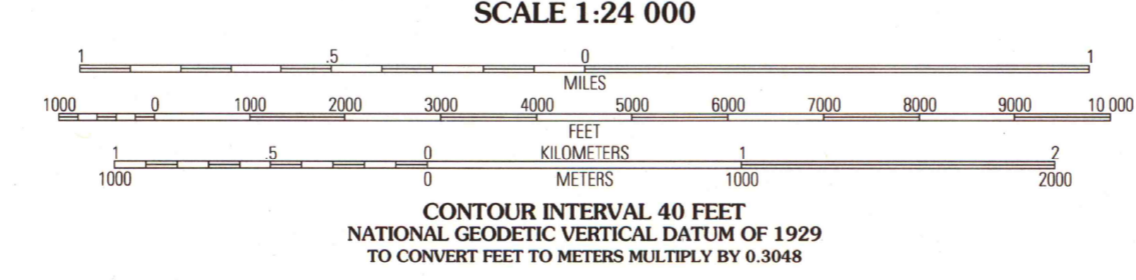 SCALE 1:24 000
1 .5 0 1
MILES
1000 0 1000 2000 3000 4000 5000 6000 7000 8000 9000 10 000
FEET
1 .5 0 KILOMETERS 1 2
1000 0 METERS 1000 2000
CONTOUR INTERVAL 40 FEET
NATIONAL GEODETIC VERTICAL DATUM OF 1929
TO CONVERT FEET TO METERS MULTIPLY BY 0.3048